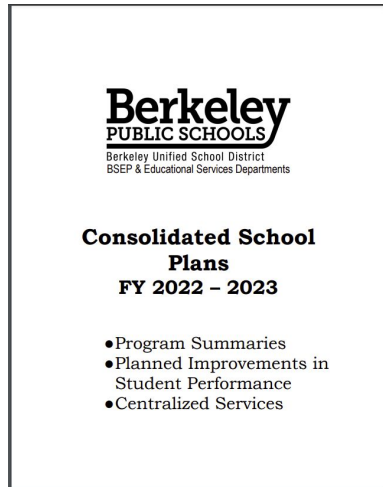 Berkeley
PUBLIC SCHOOLS
Berkeley Unified School District
BSEP & Educational Services Departments
Consolidated School
Plans
FY 2022 – 2023
●Program Summaries
●Planned Improvements in
Student Performance
●Centralized Services